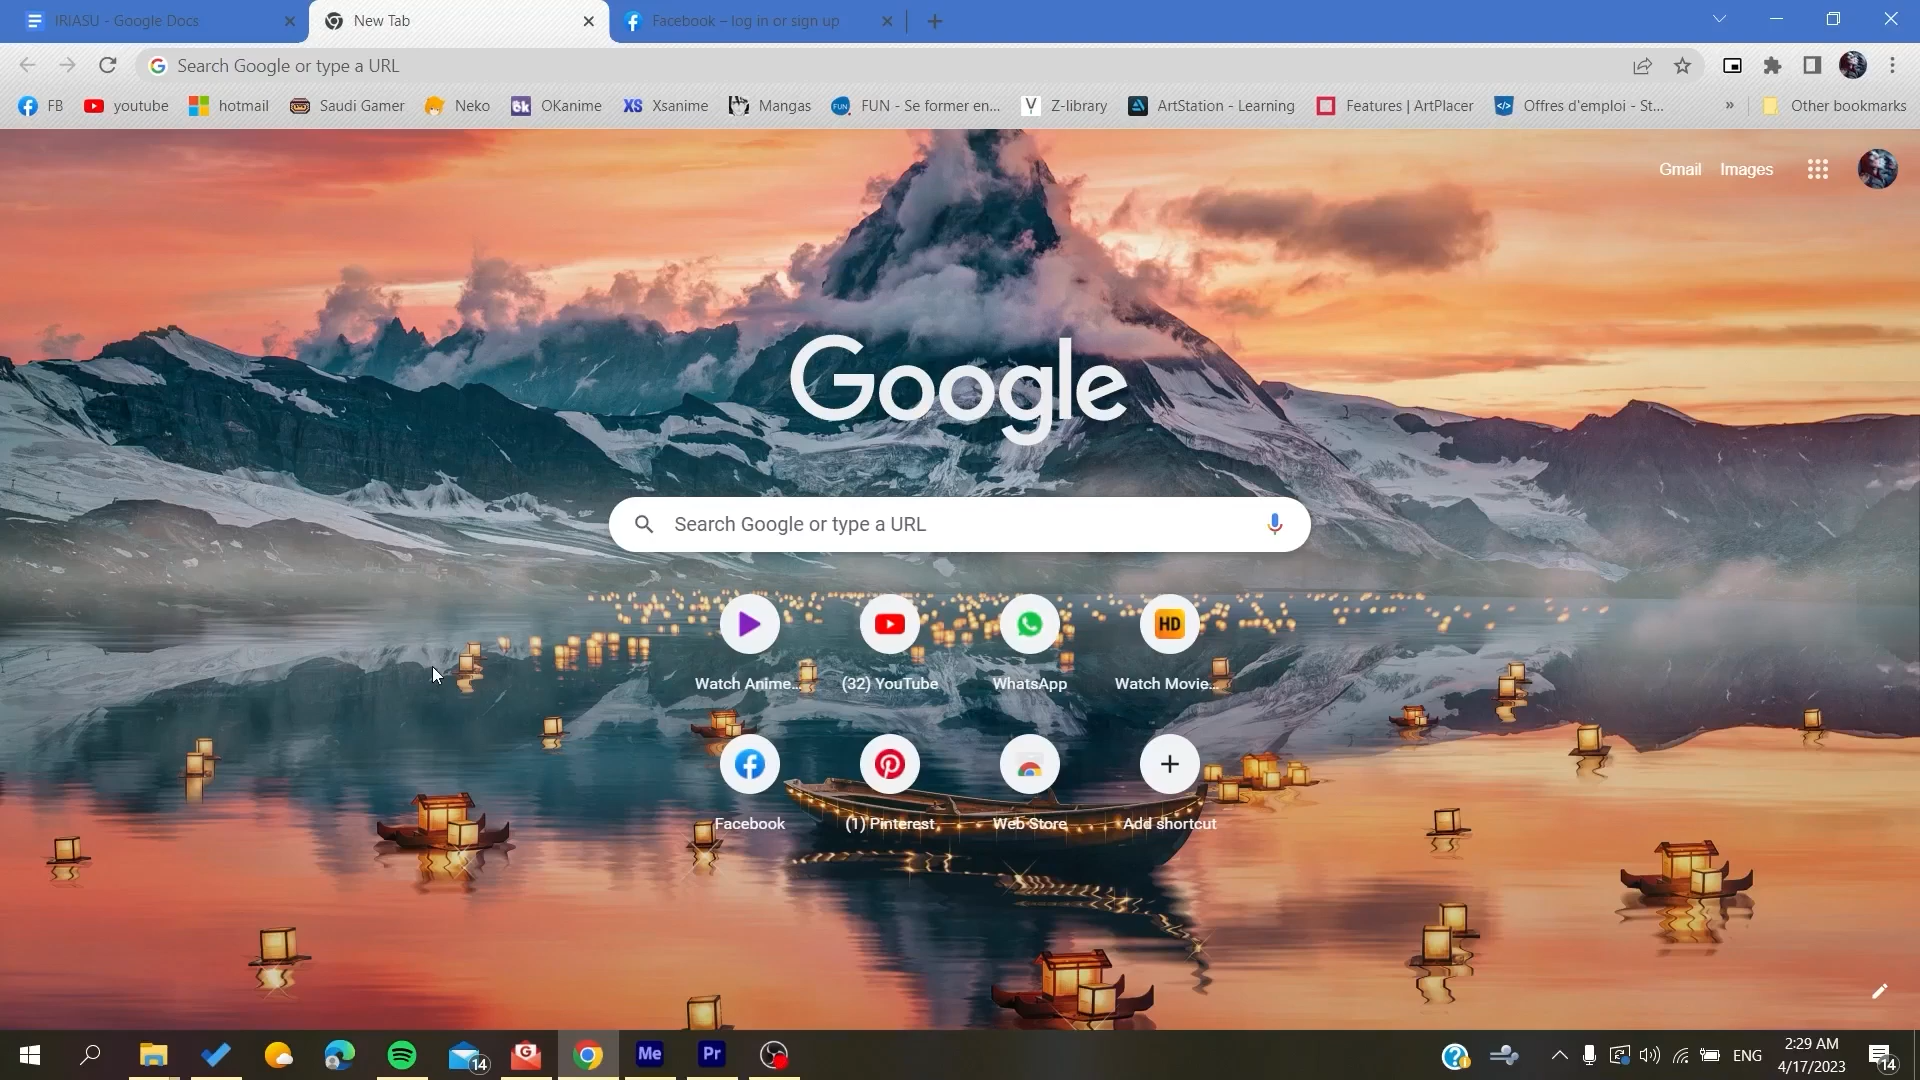 IRIASU - Google Docs
New Tab
Facebook – log in or sign up
Search Google or type a URL
FB
youtube
hotmail
Saudi Gamer
Neko
OKanime
Xsanime
Mangas
FUN - Se former en...
Z-library
ArtStation - Learning
Features | ArtPlacer
Offres d'emploi - St...
»
Other bookmarks
Gmail
Images
Google
Search Google or type a URL
HD
Watch Anime...
(32) YouTube
WhatsApp
Watch Movie...
Facebook
(1) Pinterest
Web Store
Add shortcut
14
Me
Pr
ENG
2:29 AM
4/17/2023
14